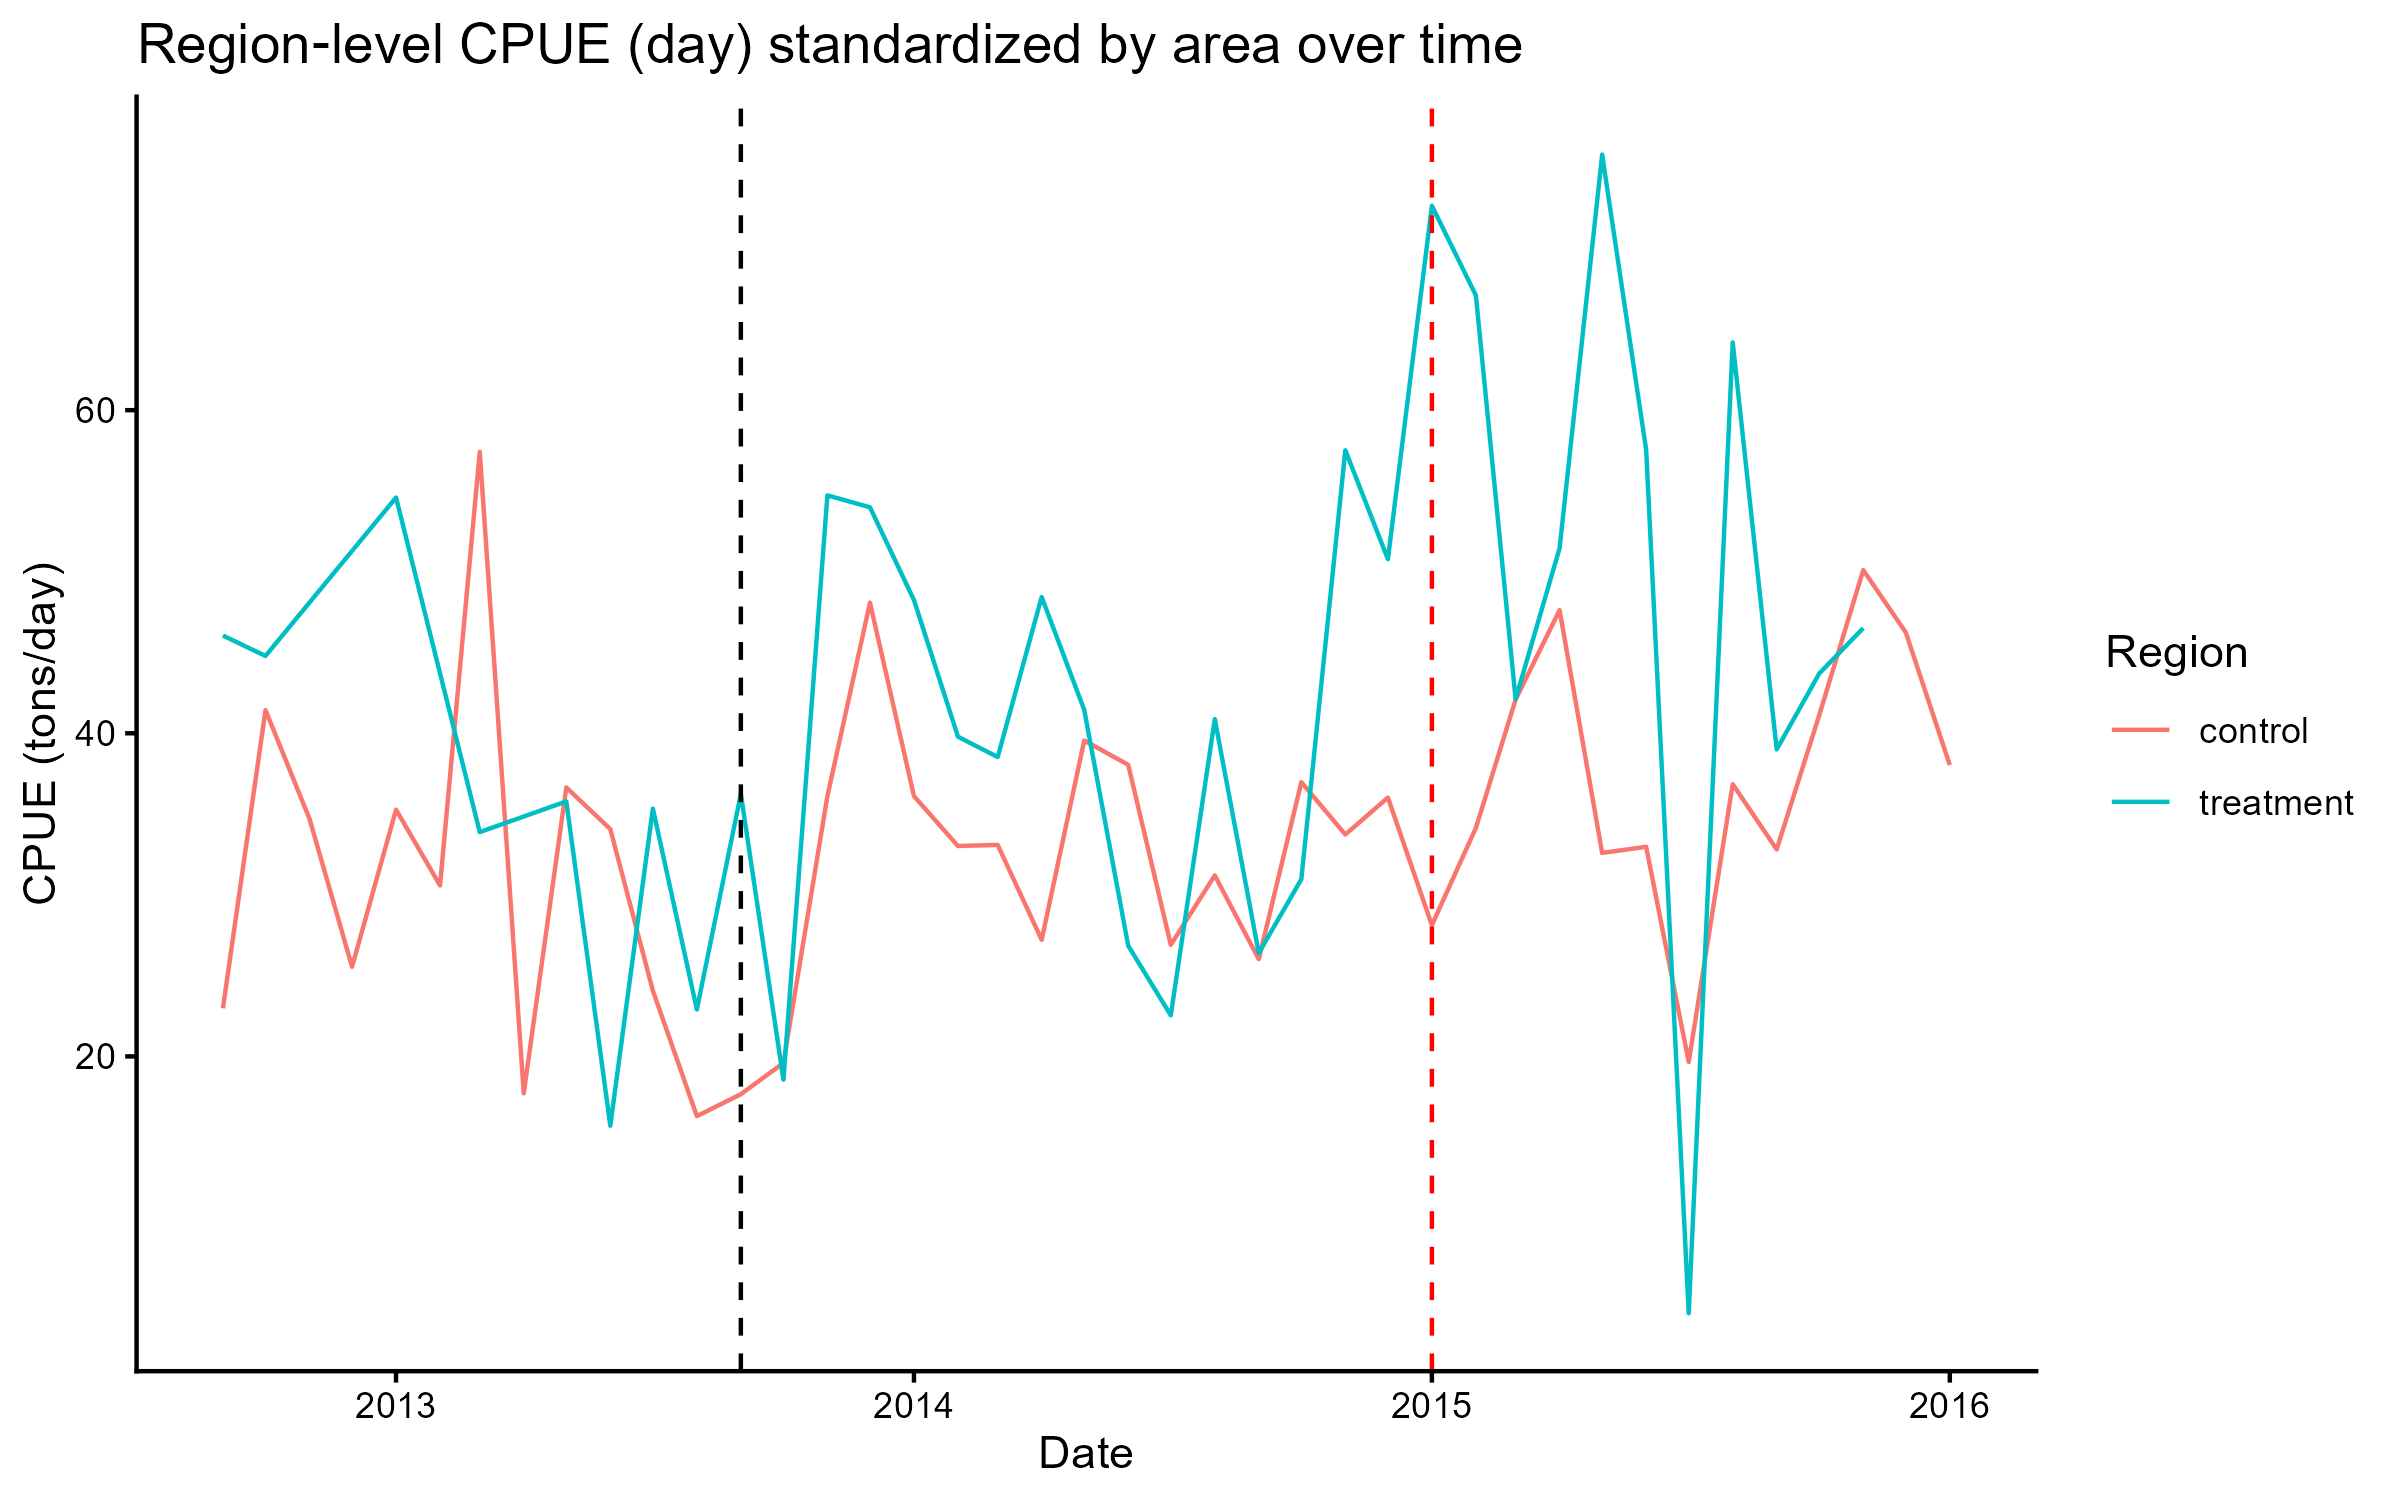 Region-level CPUE (day) standardized by area over time
CPUE (tons/day)
60
40
20
2013
2014
2015
2016
Date
Region
control
treatment